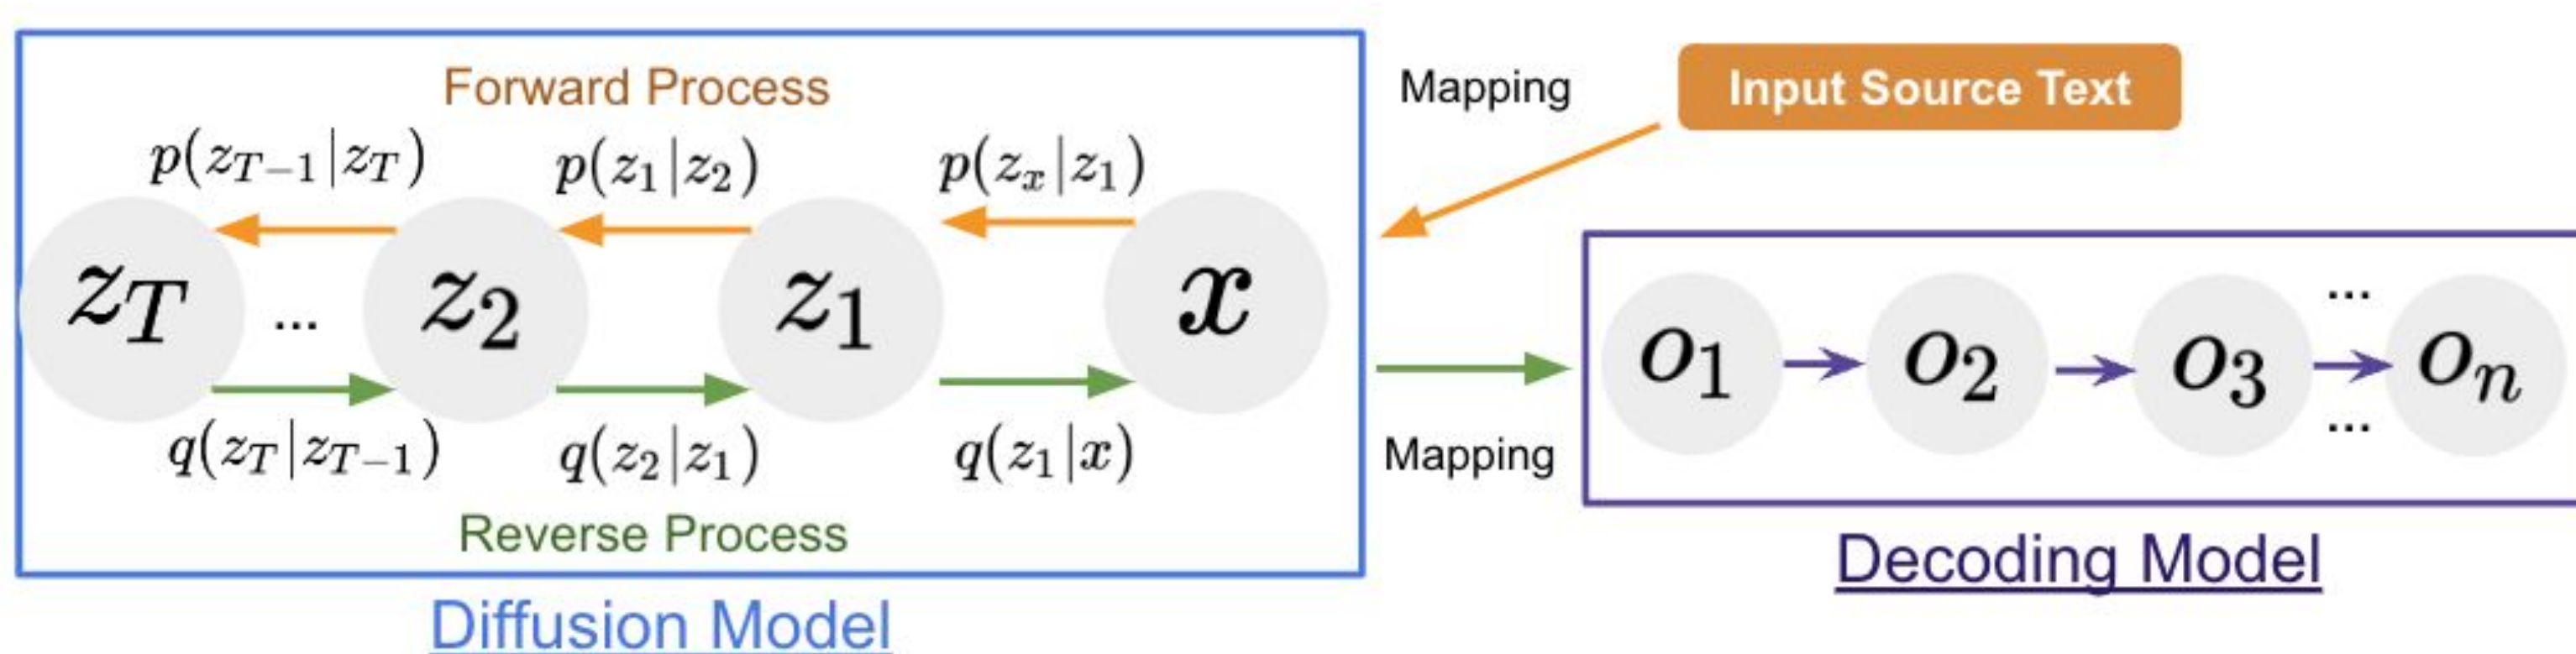 Forward Process
p(z_{T-1}|z_T) p(z_1|z_2) p(z_x|z_1)
z_T ... z_2 z_1 x
q(z_T|z_{T-1}) q(z_2|z_1) q(z_1|x)
Reverse Process
Diffusion Model
Mapping
Input Source Text
Mapping
...
o_1 o_2 o_3 o_n
...
Decoding Model